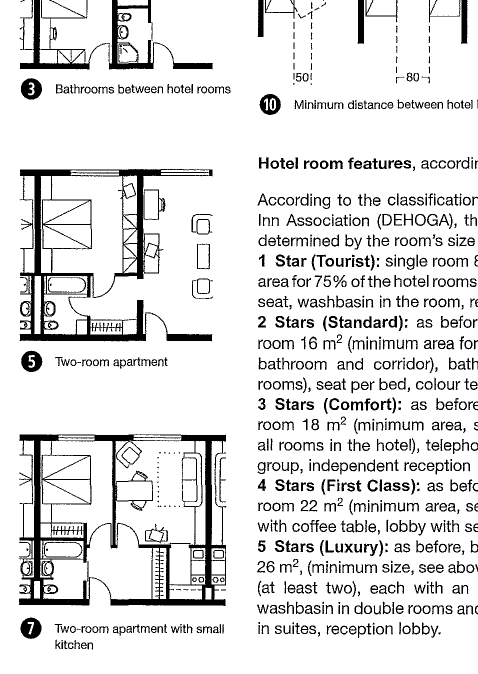 3 Bathrooms between hotel rooms
50
80
10 Minimum distance between hotel
5 Two-room apartment
7 Two-room apartment with small
kitchen
Hotel room features, accordin
According to the classification
Inn Association (DEHOGA), th
determined by the room's size
1 Star (Tourist): single room 8
area for 75% of the hotel rooms
seat, washbasin in the room, re
2 Stars (Standard): as befor
room 16 m² (minimum area for
bathroom and corridor), bath
rooms), seat per bed, colour te
3 Stars (Comfort): as before
room 18 m² (minimum area, s
all rooms in the hotel), telepho
group, independent reception
4 Stars (First Class): as befo
room 22 m² (minimum area, se
with coffee table, lobby with se
5 Stars (Luxury): as before, b
26 m², (minimum size, see abov
(at least two), each with an
washbasin in double rooms and
in suites, reception lobby.